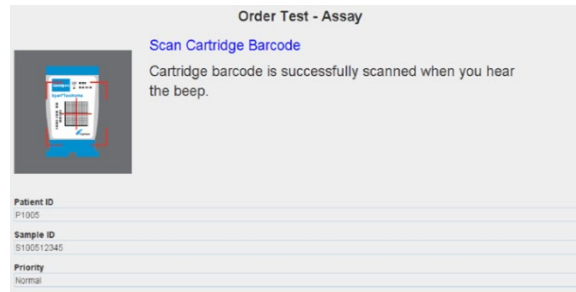 Order Test - Assay
Scan Cartridge Barcode
Cartridge barcode is successfully scanned when you hear
the beep.
Patient ID
P1005
Sample ID
S100512345
Priority
Normal